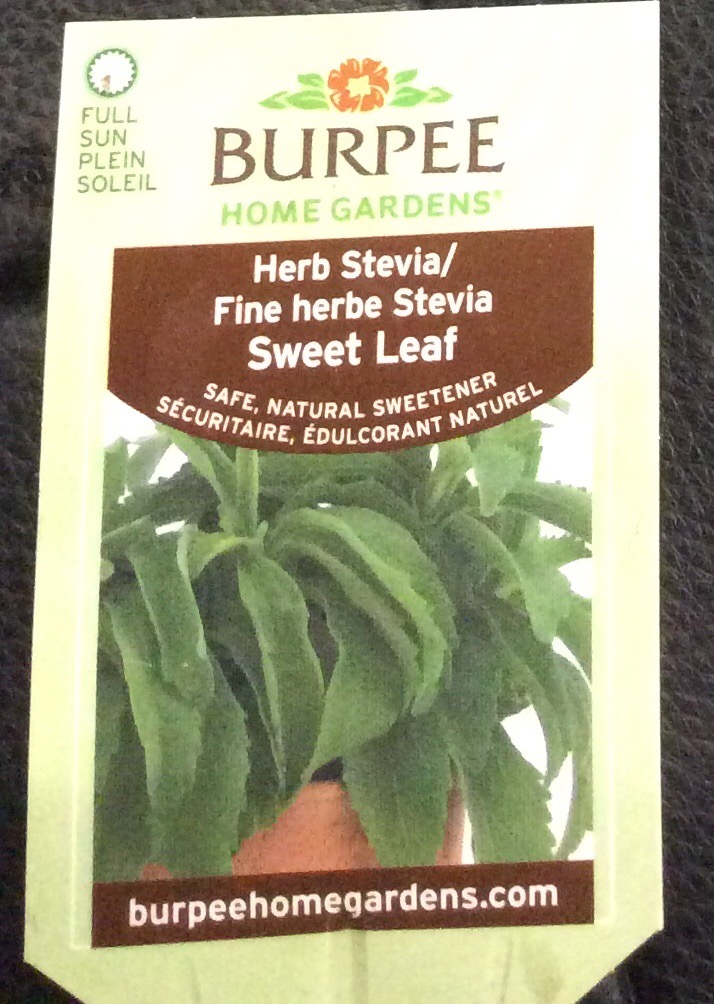 FULL
SUN
PLEIN
SOLEIL
BURPEE
HOME GARDENS®
Herb Stevia/
Fine herbe Stevia
Sweet Leaf
SAFE, NATURAL SWEETENER
SÉCURITAIRE, ÉDULCORANT NATUREL
burpeehomegardens.com